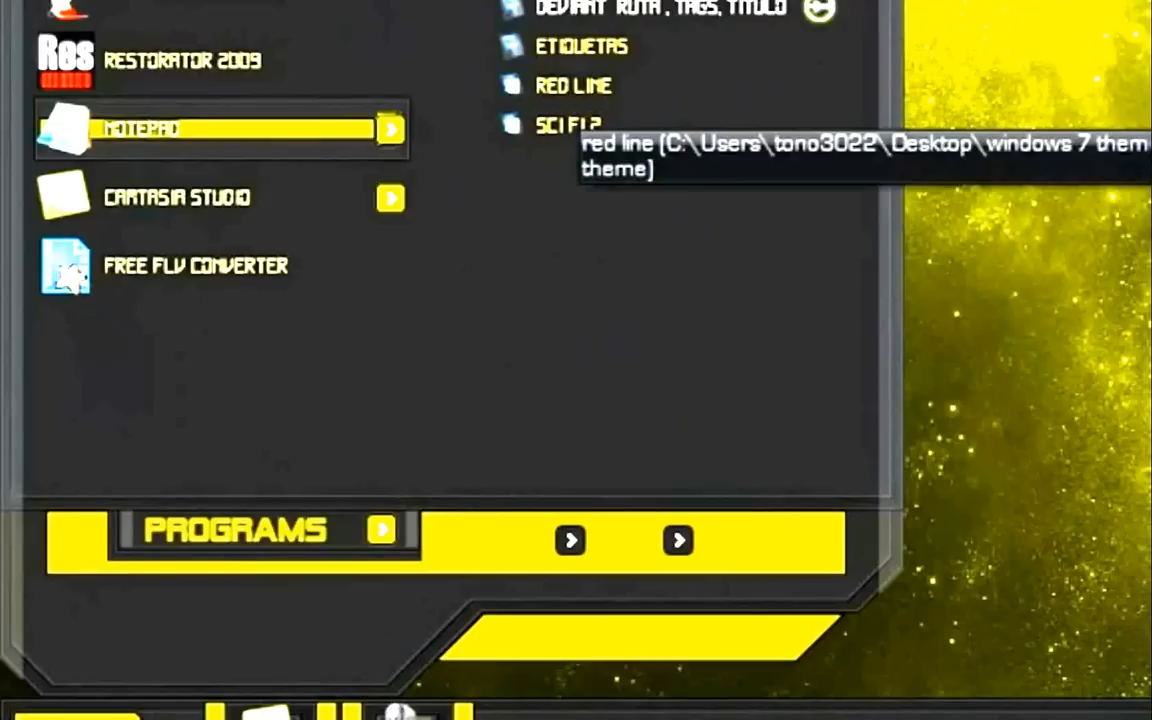 DEVIANT RUTA , TAGS, TITULO
ETIQUETAS
Res
RESTORATOR 2009
RED LINE
NOTEPAD
SCI FI 2
red line (C:\Users\tono3022\Desktop\windows 7 them
theme)
CAMTASIA STUDIO
FREE FLV CONVERTER
PROGRAMS